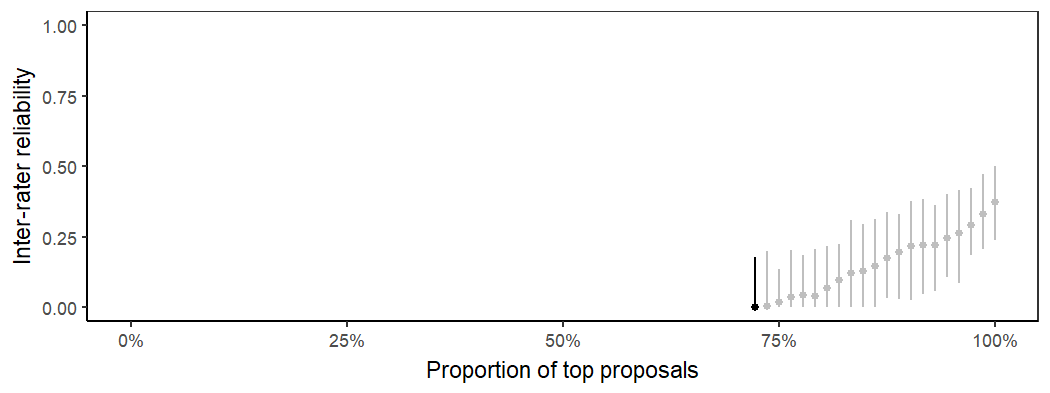 Inter-rater reliability
1.00
0.75
0.50
0.25
0.00
0% 25% 50% 75% 100%
Proportion of top proposals